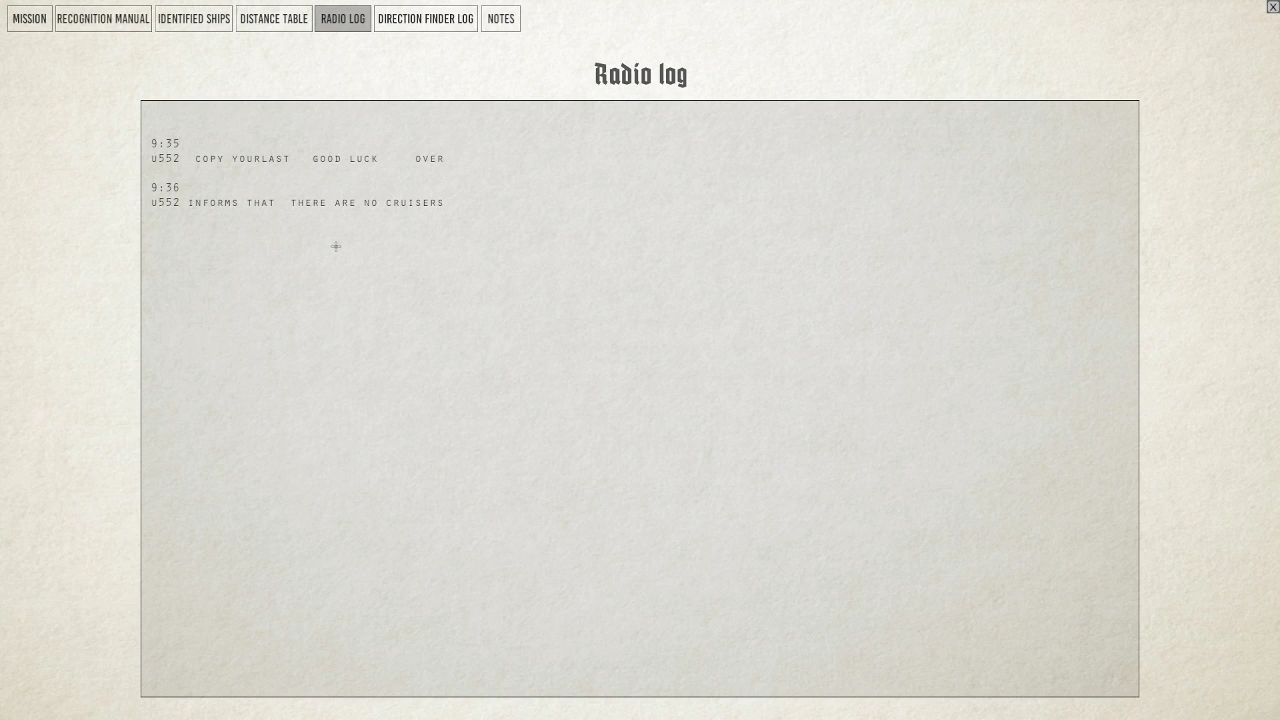 MISSION RECOGNITION MANUAL IDENTIFIED SHIPS DISTANCE TABLE RADIO LOG DIRECTION FINDER LOG NOTES X
Radio log
9:35
U552 COPY YOURLAST GOOD LUCK OVER
9:36
U552 INFORMS THAT THERE ARE NO CRUISERS